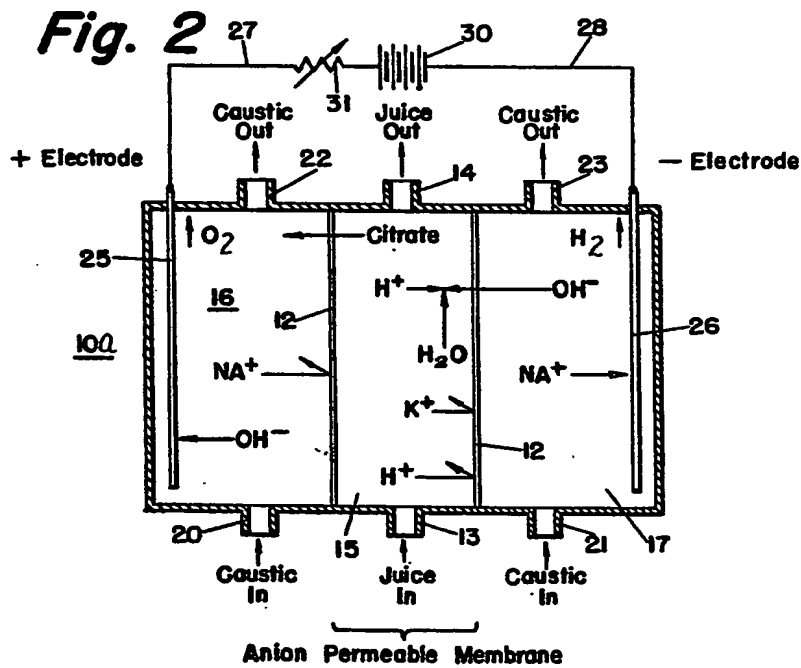 Fig. 2
27
30
28
31
Caustic
Out
Juice
Out
Caustic
Out
+ Electrode
22
14
23
− Electrode
O2
Citrate
H2
25
16
H+
OH−
12
10a
H2O
26
NA+
NA+
K+
OH−
12
H+
20
15
13
21
17
Caustic
In
Juice
In
Caustic
In
Anion Permeable Membrane